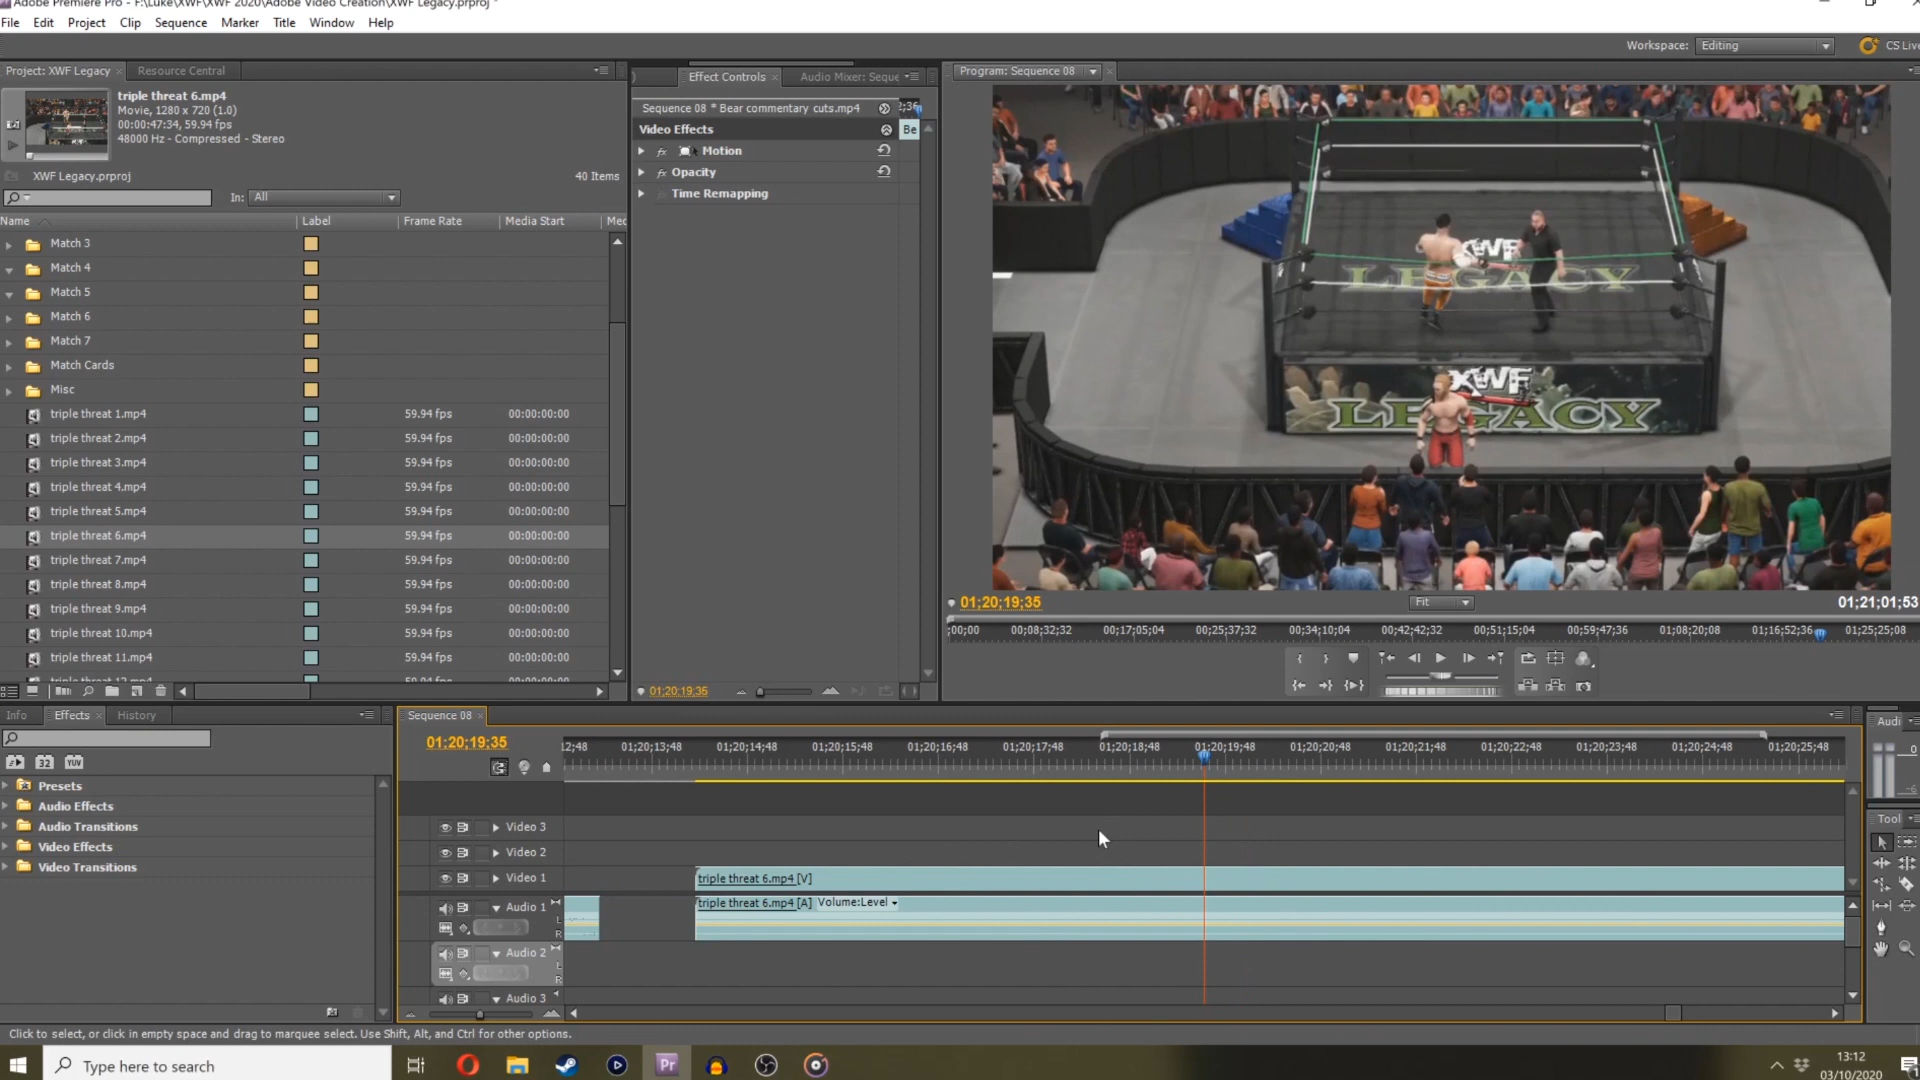 Adobe Premiere Pro - F:\Luke\XWF\XWF 2020\Adobe Video Creation\XWF Legacy.prproj *
File Edit Project Clip Sequence Marker Title Window Help
Workspace: Editing CS Live
Project: XWF Legacy Resource Central
triple threat 6.mp4
Movie, 1280 x 720 (1.0)
00:00:47:34, 59.94 fps
48000 Hz - Compressed - Stereo
XWF Legacy.prproj 40 Items
In: All
Name Label Frame Rate Media Start
Match 3
Match 4
Match 5
Match 6
Match 7
Match Cards
Misc
triple threat 1.mp4 59.94 fps 00:00:00:00
triple threat 2.mp4 59.94 fps 00:00:00:00
triple threat 3.mp4 59.94 fps 00:00:00:00
triple threat 4.mp4 59.94 fps 00:00:00:00
triple threat 5.mp4 59.94 fps 00:00:00:00
triple threat 6.mp4 59.94 fps 00:00:00:00
triple threat 7.mp4 59.94 fps 00:00:00:00
triple threat 8.mp4 59.94 fps 00:00:00:00
triple threat 9.mp4 59.94 fps 00:00:00:00
triple threat 10.mp4 59.94 fps 00:00:00:00
triple threat 11.mp4 59.94 fps 00:00:00:00
Effect Controls Audio Mixer: Seque
Sequence 08 * Bear commentary cuts.mp4 2;36
Video Effects Be
fx Motion
fx Opacity
Time Remapping
01;20;19;35
Program: Sequence 08
XWF
LEGACY
XWF
LEGACY
01;20;19;35 Fit 01;21;01;53
;00;00 00;08;32;32 00;17;05;04 00;25;37;32 00;34;10;04 00;42;42;32 00;51;15;04 00;59;47;36 01;08;20;08 01;16;52;36 01;25;25;08
Info Effects History
32 YUV
Presets
Audio Effects
Audio Transitions
Video Effects
Video Transitions
Sequence 08
01;20;19;35
12;48 01;20;13;48 01;20;14;48 01;20;15;48 01;20;16;48 01;20;17;48 01;20;18;48 01;20;19;48 01;20;20;48 01;20;21;48 01;20;22;48 01;20;23;48 01;20;24;48 01;20;25;48
Video 3
Video 2
Video 1 triple threat 6.mp4 [V]
Audio 1 triple threat 6.mp4 [A] Volume:Level
L
R
Audio 2
L
R
Audio 3
Audi
0
-6
Tool
Click to select, or click in empty space and drag to marquee select. Use Shift, Alt, and Ctrl for other options.
Type here to search
Pr
13:12
03/10/2020